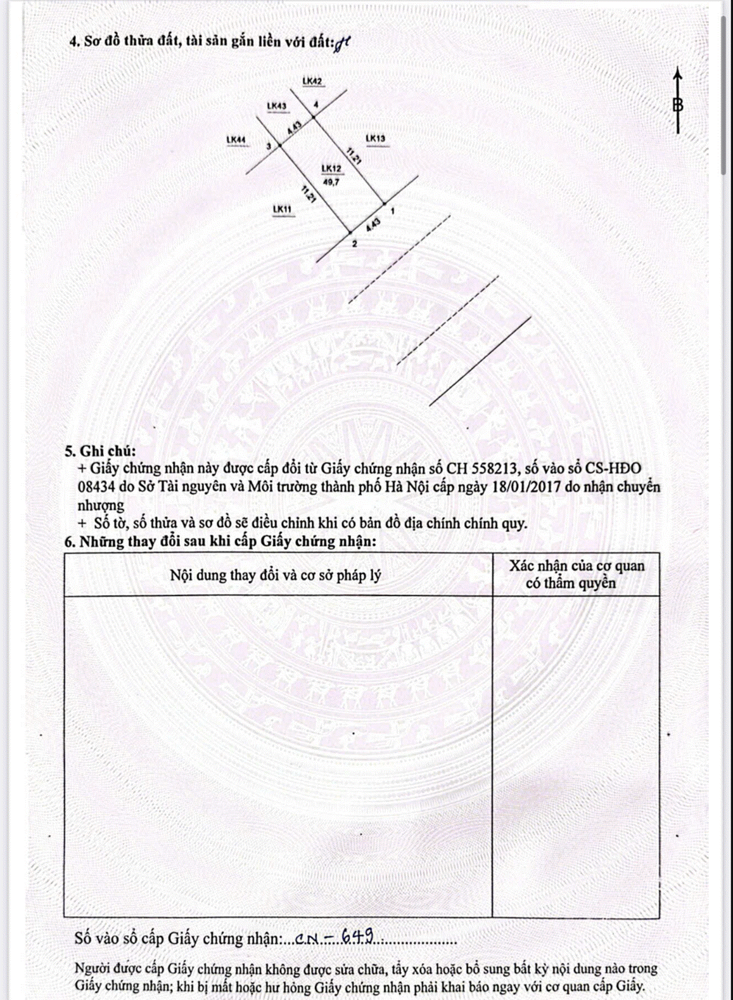 4. Sơ đồ thửa đất, tài sản gắn liền với đất:
LK42
LK43
4
B
4.43
LK44
3
LK13
11.21
LK12
49,7
11.21
LK11
1
4.43
2
5. Ghi chú:
+ Giấy chứng nhận này được cấp đổi từ Giấy chứng nhận số CH 558213, số vào sổ CS-HĐO
08434 do Sở Tài nguyên và Môi trường thành phố Hà Nội cấp ngày 18/01/2017 do nhận chuyển
nhượng
+ Số tờ, số thửa và sơ đồ sẽ điều chỉnh khi có bản đồ địa chính chính quy.
6. Những thay đổi sau khi cấp Giấy chứng nhận:
Nội dung thay đổi và cơ sở pháp lý
Xác nhận của cơ quan
có thẩm quyền
Số vào sổ cấp Giấy chứng nhận:...CN - 649...
Người được cấp Giấy chứng nhận không được sửa chữa, tẩy xóa hoặc bổ sung bất kỳ nội dung nào trong
Giấy chứng nhận; khi bị mất hoặc hư hỏng Giấy chứng nhận phải khai báo ngay với cơ quan cấp Giấy.